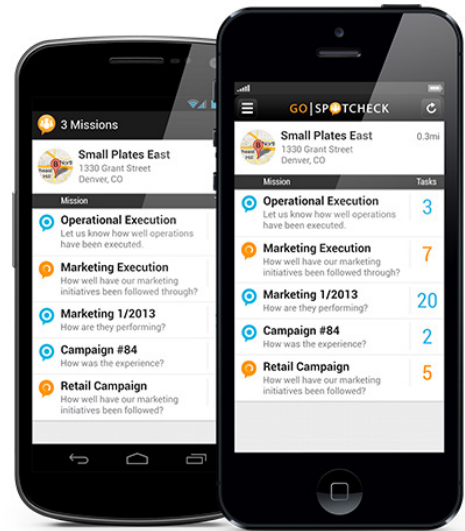 3 Missions
Small Plates East
1330 Grant Street
Denver, CO
Mission
Operational Execution
Let us know how well operations
have been executed.
Marketing Execution
How well have our marketing
initiatives been followed through?
Marketing 1/2013
How are they performing?
Campaign #84
How was the experience?
Retail Campaign
How well have our marketing
initiatives been followed?
GO|SPOTCHECK
Small Plates East 0.3mi
1330 Grant Street
Denver, CO
Mission Tasks
Operational Execution 3
Let us know how well operations
have been executed.
Marketing Execution 7
How well have our marketing
initiatives been followed through?
Marketing 1/2013 20
How are they performing?
Campaign #84 2
How was the experience?
Retail Campaign 5
How well have our marketing
initiatives been followed?